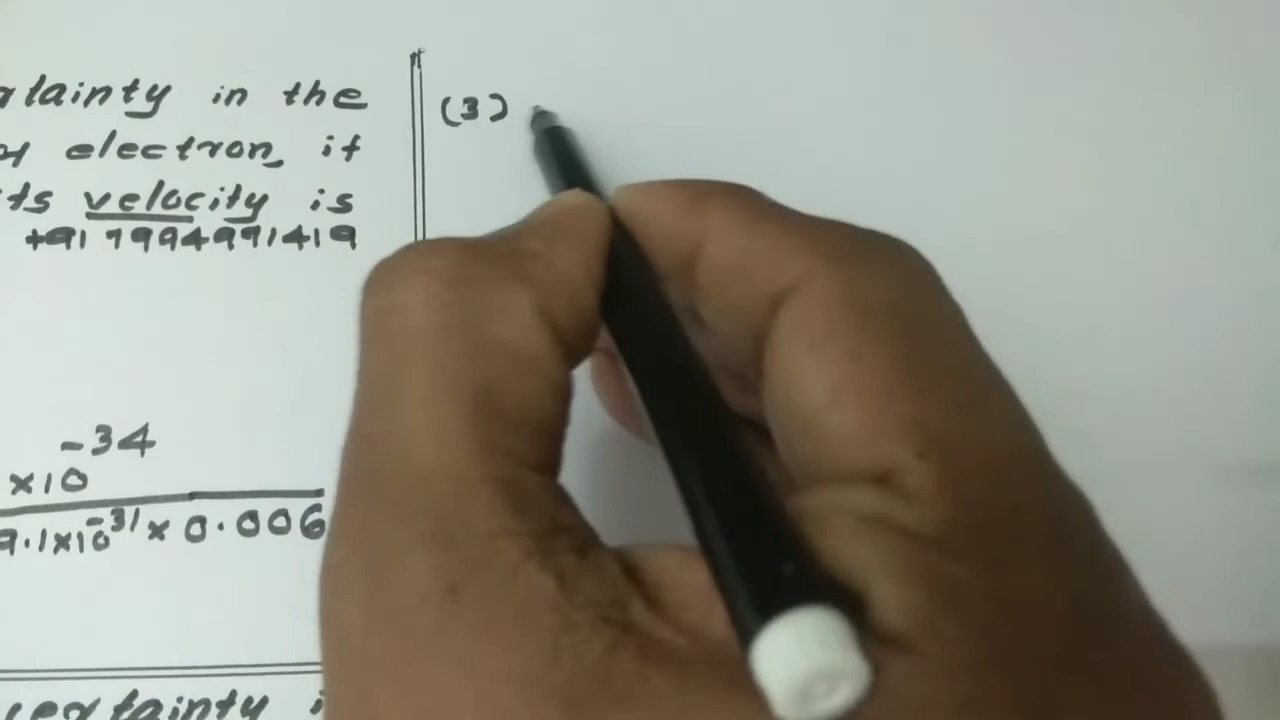 in the
electron, if
velocity is
+91 7994991419
(3)
-34
×10
9.1×10-31 × 0.006